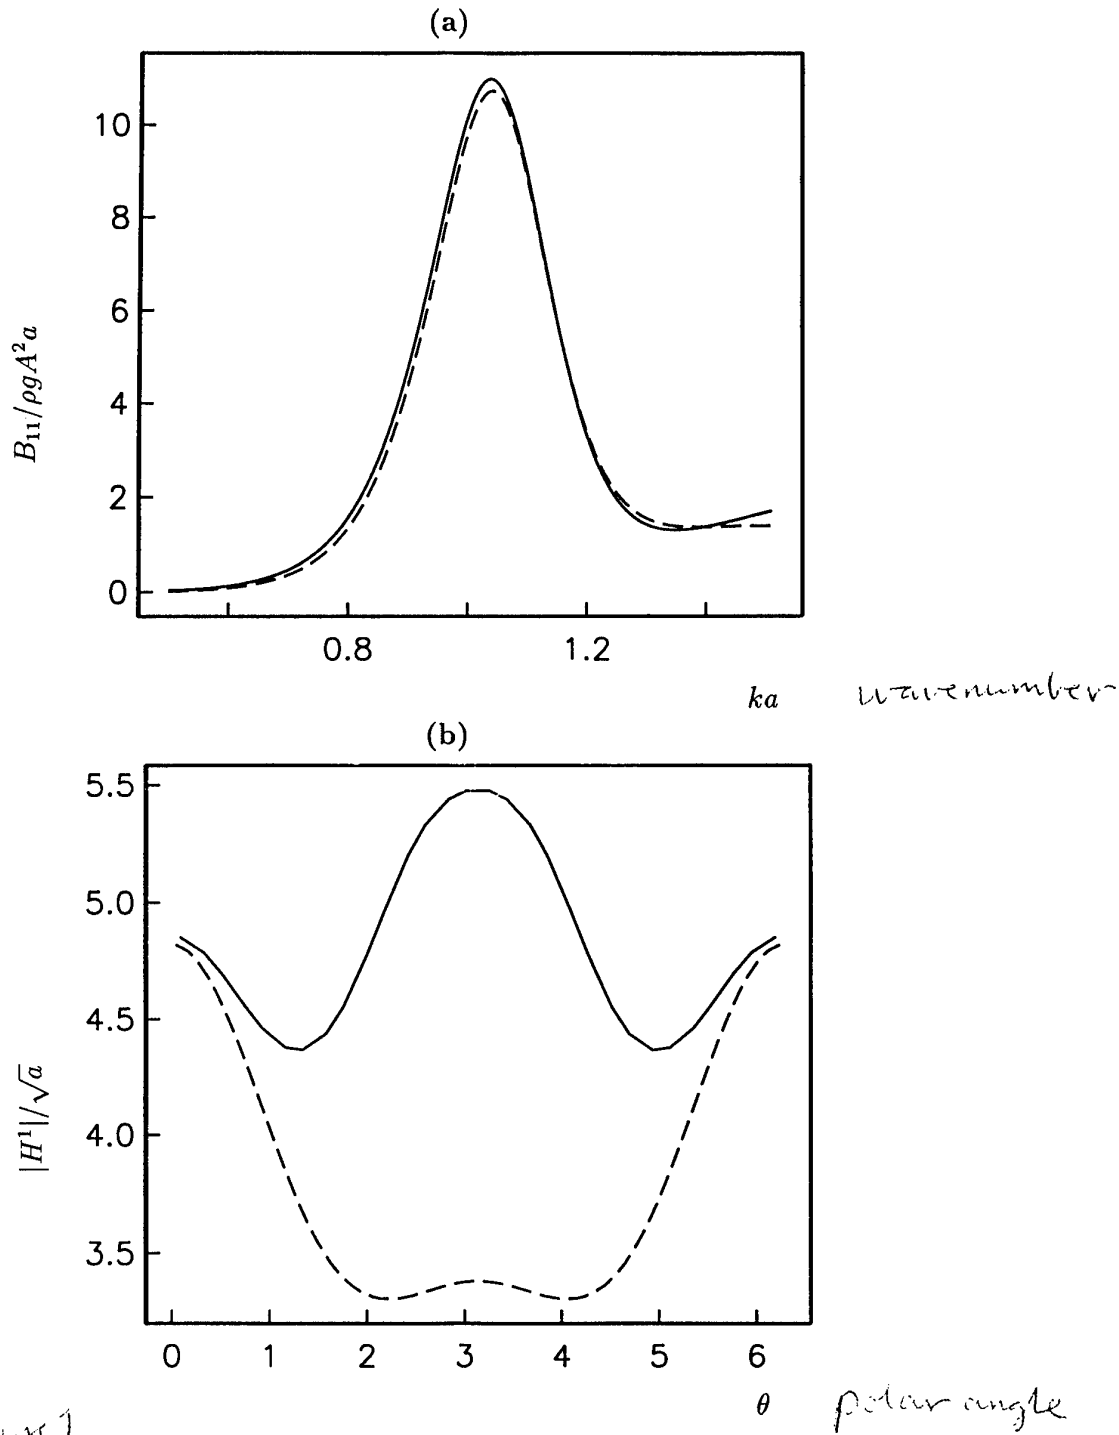 (a)
B₁₁/ρgA²a
10
8
6
4
2
0
0.8 1.2
ka wavenumber
(b)
|H¹|/√a
5.5
5.0
4.5
4.0
3.5
0 1 2 3 4 5 6
θ polar angle